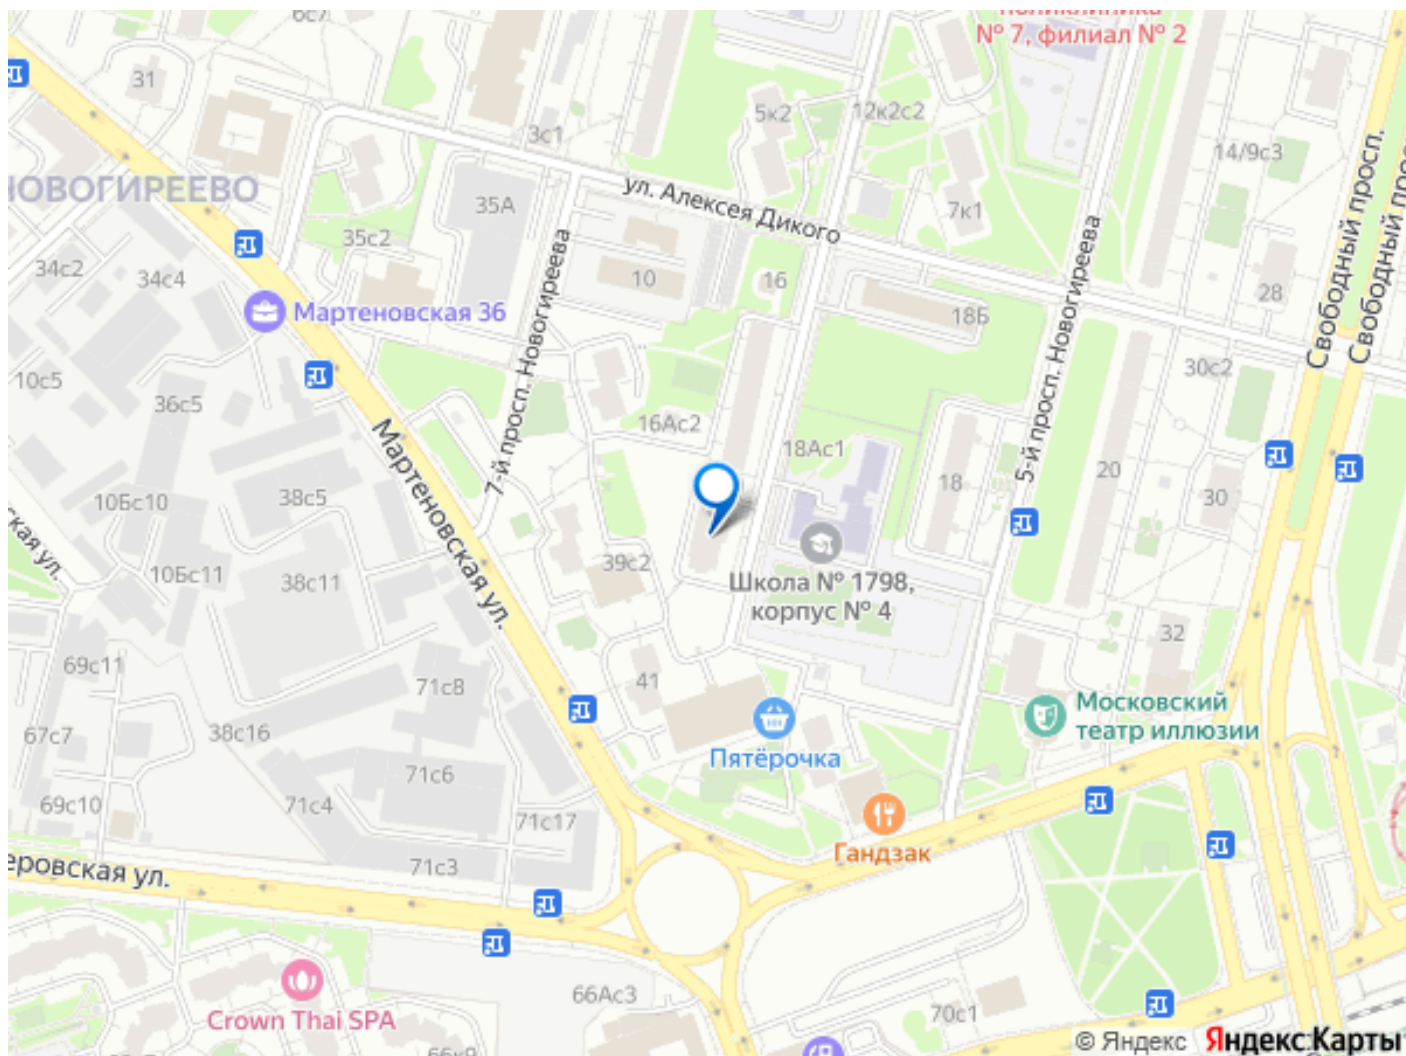 6с7
поликлиника
№ 7, филиал № 2
31
5к2
12к2с2
3с1
14/9с3
НОВОГИРЕЕВО
35А
ул. Алексея Дикого
7к1
35с2
34с2
34с4
10
16
28
Свободный просп.
Мартеновская 36
18Б
7-й просп. Новогиреева
5-й просп. Новогиреева
30с2
10с5
36с5
16Ас2
18Ас1
Мартеновская ул.
38с5
10Бс10
18
20
30
39с2
10Бс11
38с11
Школа № 1798,
корпус № 4
32
69с11
71с8
41
Московский
театр иллюзии
67с7
38с16
Пятёрочка
71с6
69с10
71с4
71с17
Гандзак
71с3
еровская ул.
66Ас3
70с1
Crown Thai SPA
66к9
© Яндекс Яндекс Карты